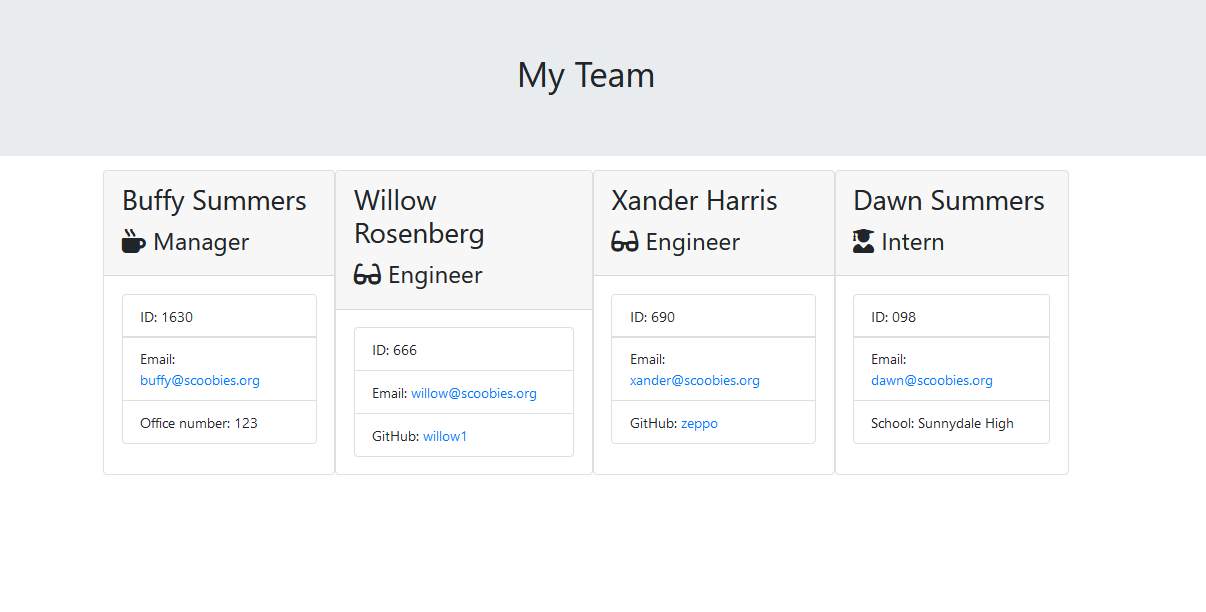 My Team
Buffy Summers
Manager
ID: 1630
Email:
buffy@scoobies.org
Office number: 123
Willow
Rosenberg
Engineer
ID: 666
Email: willow@scoobies.org
GitHub: willow1
Xander Harris
Engineer
ID: 690
Email:
xander@scoobies.org
GitHub: zeppo
Dawn Summers
Intern
ID: 098
Email:
dawn@scoobies.org
School: Sunnydale High